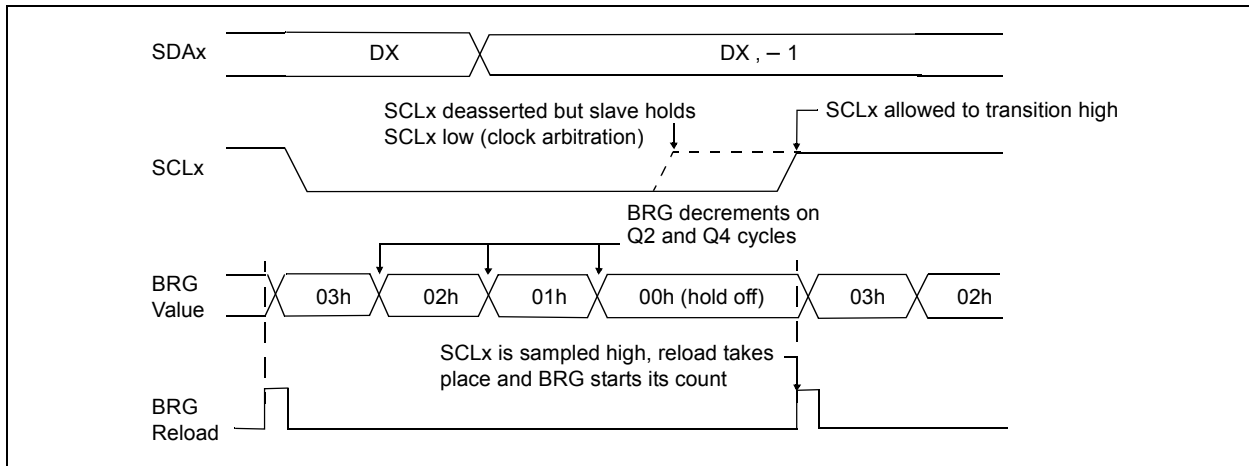 SDAx
DX
DX , – 1
SCLx deasserted but slave holds
SCLx low (clock arbitration)
SCLx allowed to transition high
SCLx
BRG decrements on
Q2 and Q4 cycles
BRG
Value
03h
02h
01h
00h (hold off)
03h
02h
SCLx is sampled high, reload takes
place and BRG starts its count
BRG
Reload